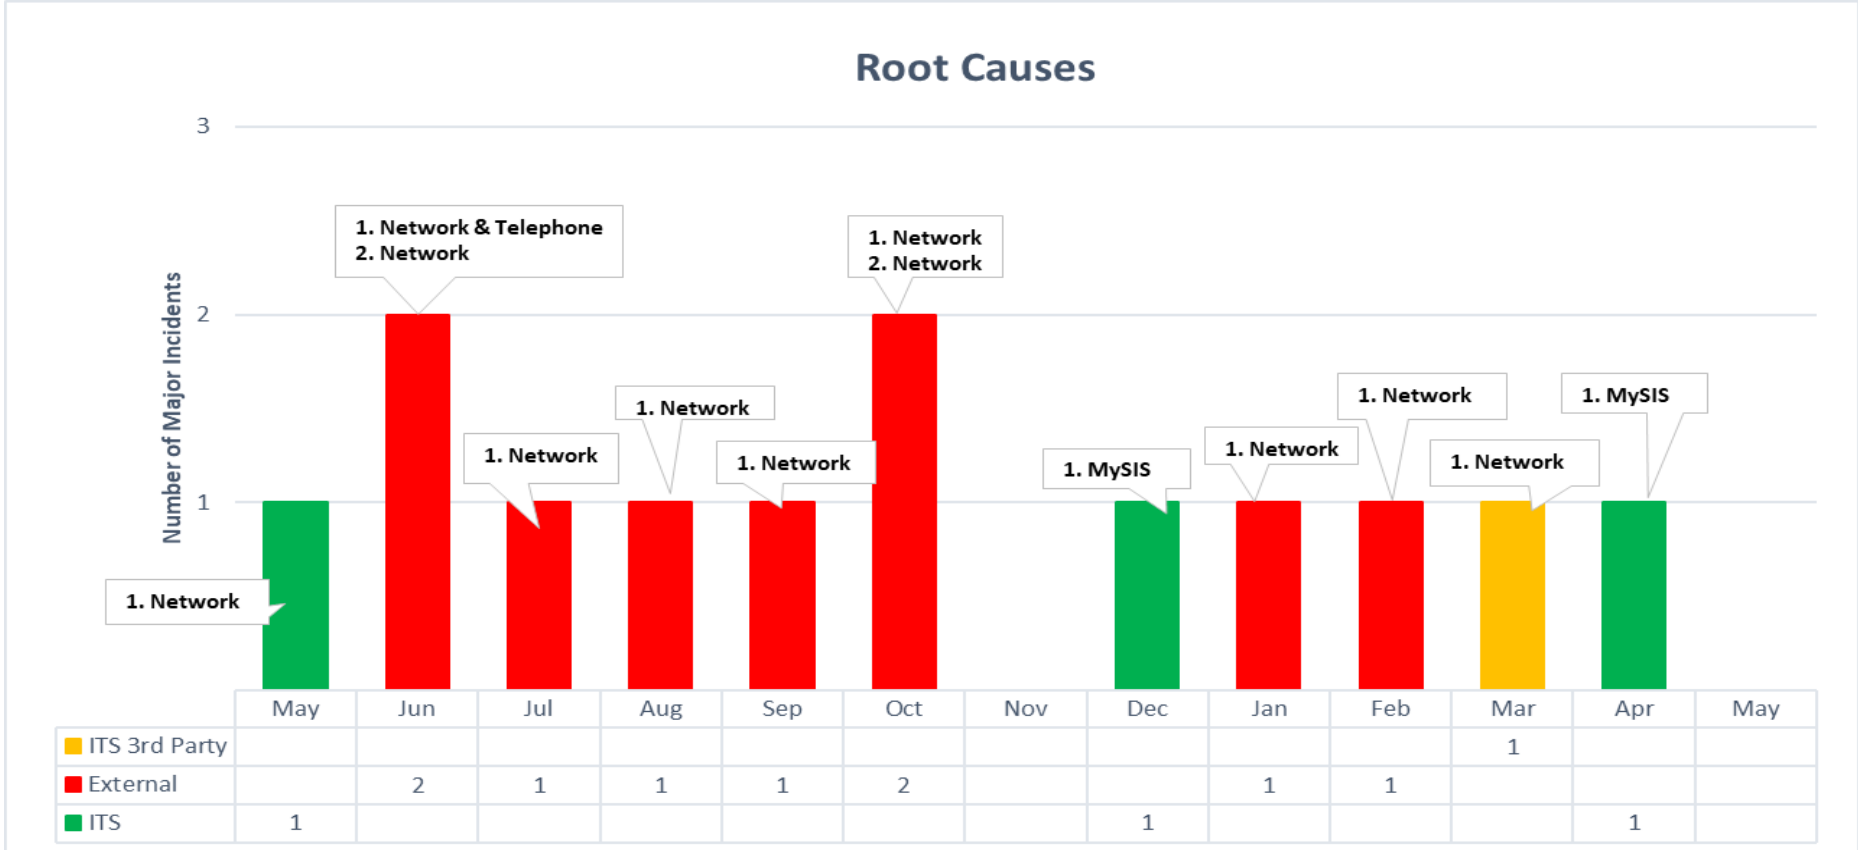 Root Causes
3
1. Network & Telephone
2. Network
1. Network
2. Network
Number of Major Incidents
2
1. Network
1. Network
1. MySIS
1. Network
1. Network
1. Network
1. Network
1. MySIS
1. Network
1
1. Network
May Jun Jul Aug Sep Oct Nov Dec Jan Feb Mar Apr May
ITS 3rd Party 1
External 2 1 1 1 2 1 1
ITS 1 1 1